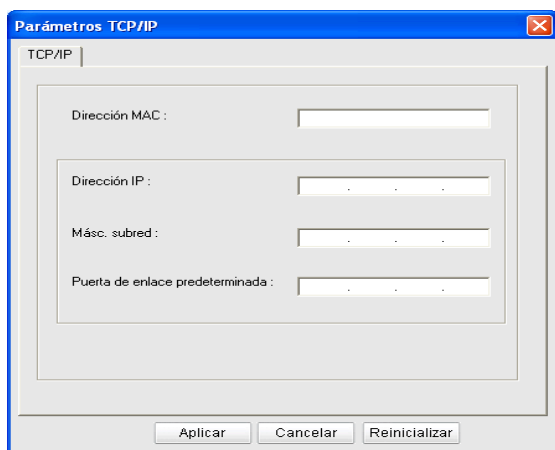 Parámetros TCP/IP
TCP/IP
Dirección MAC :
Dirección IP :
. . .
Másc. subred :
. . .
Puerta de enlace predeterminada :
. . .
Aplicar Cancelar Reinicializar